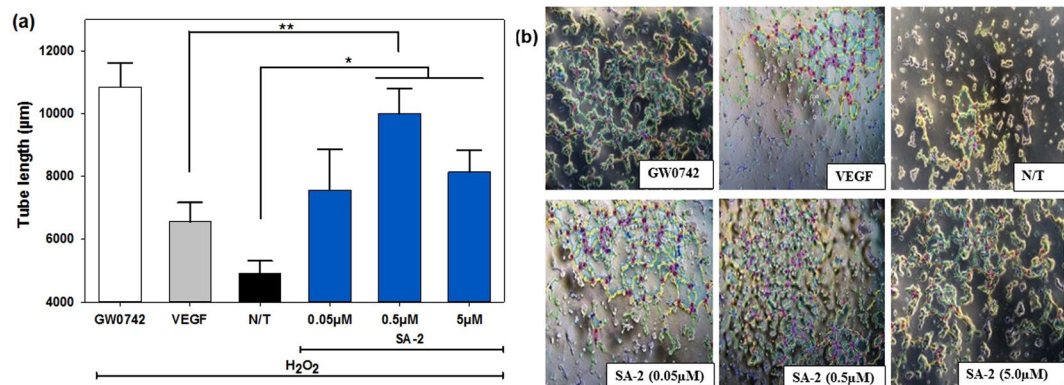 (a)
**
*
Tube length (µm)
12000
10000
8000
6000
4000
GW0742 VEGF N/T 0.05µM 0.5µM 5µM
SA-2
H₂O₂
(b)
GW0742 VEGF N/T
SA-2 (0.05µM) SA-2 (0.5µM) SA-2 (5.0µM)